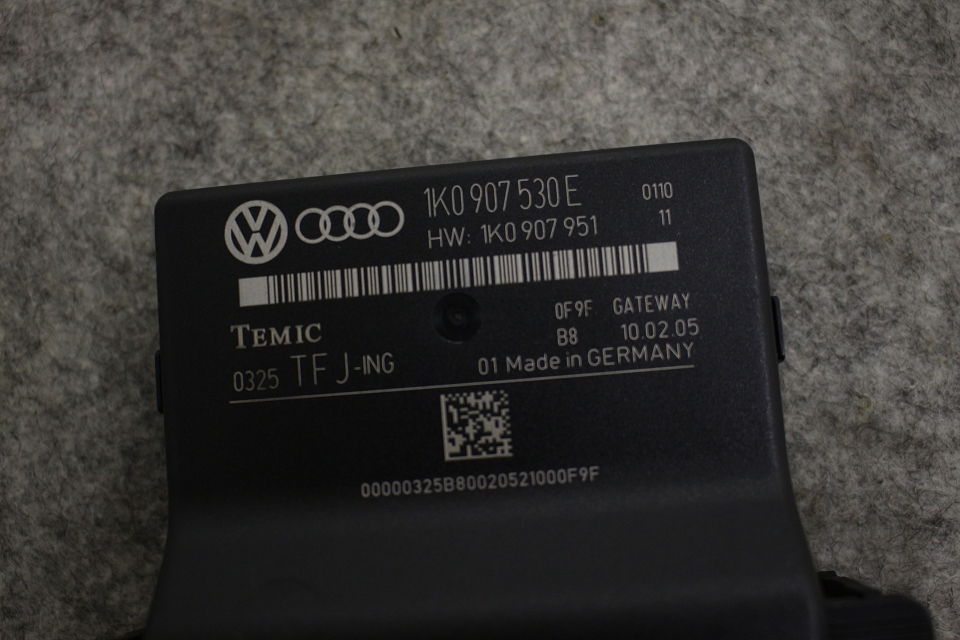 1K0 907 530 E 0110
HW: 1K0 907 951 11
TEMIC 0F9F GATEWAY
B8 10.02.05
0325 TFJ-ING 01 Made in GERMANY
00000325B80020521000F9F